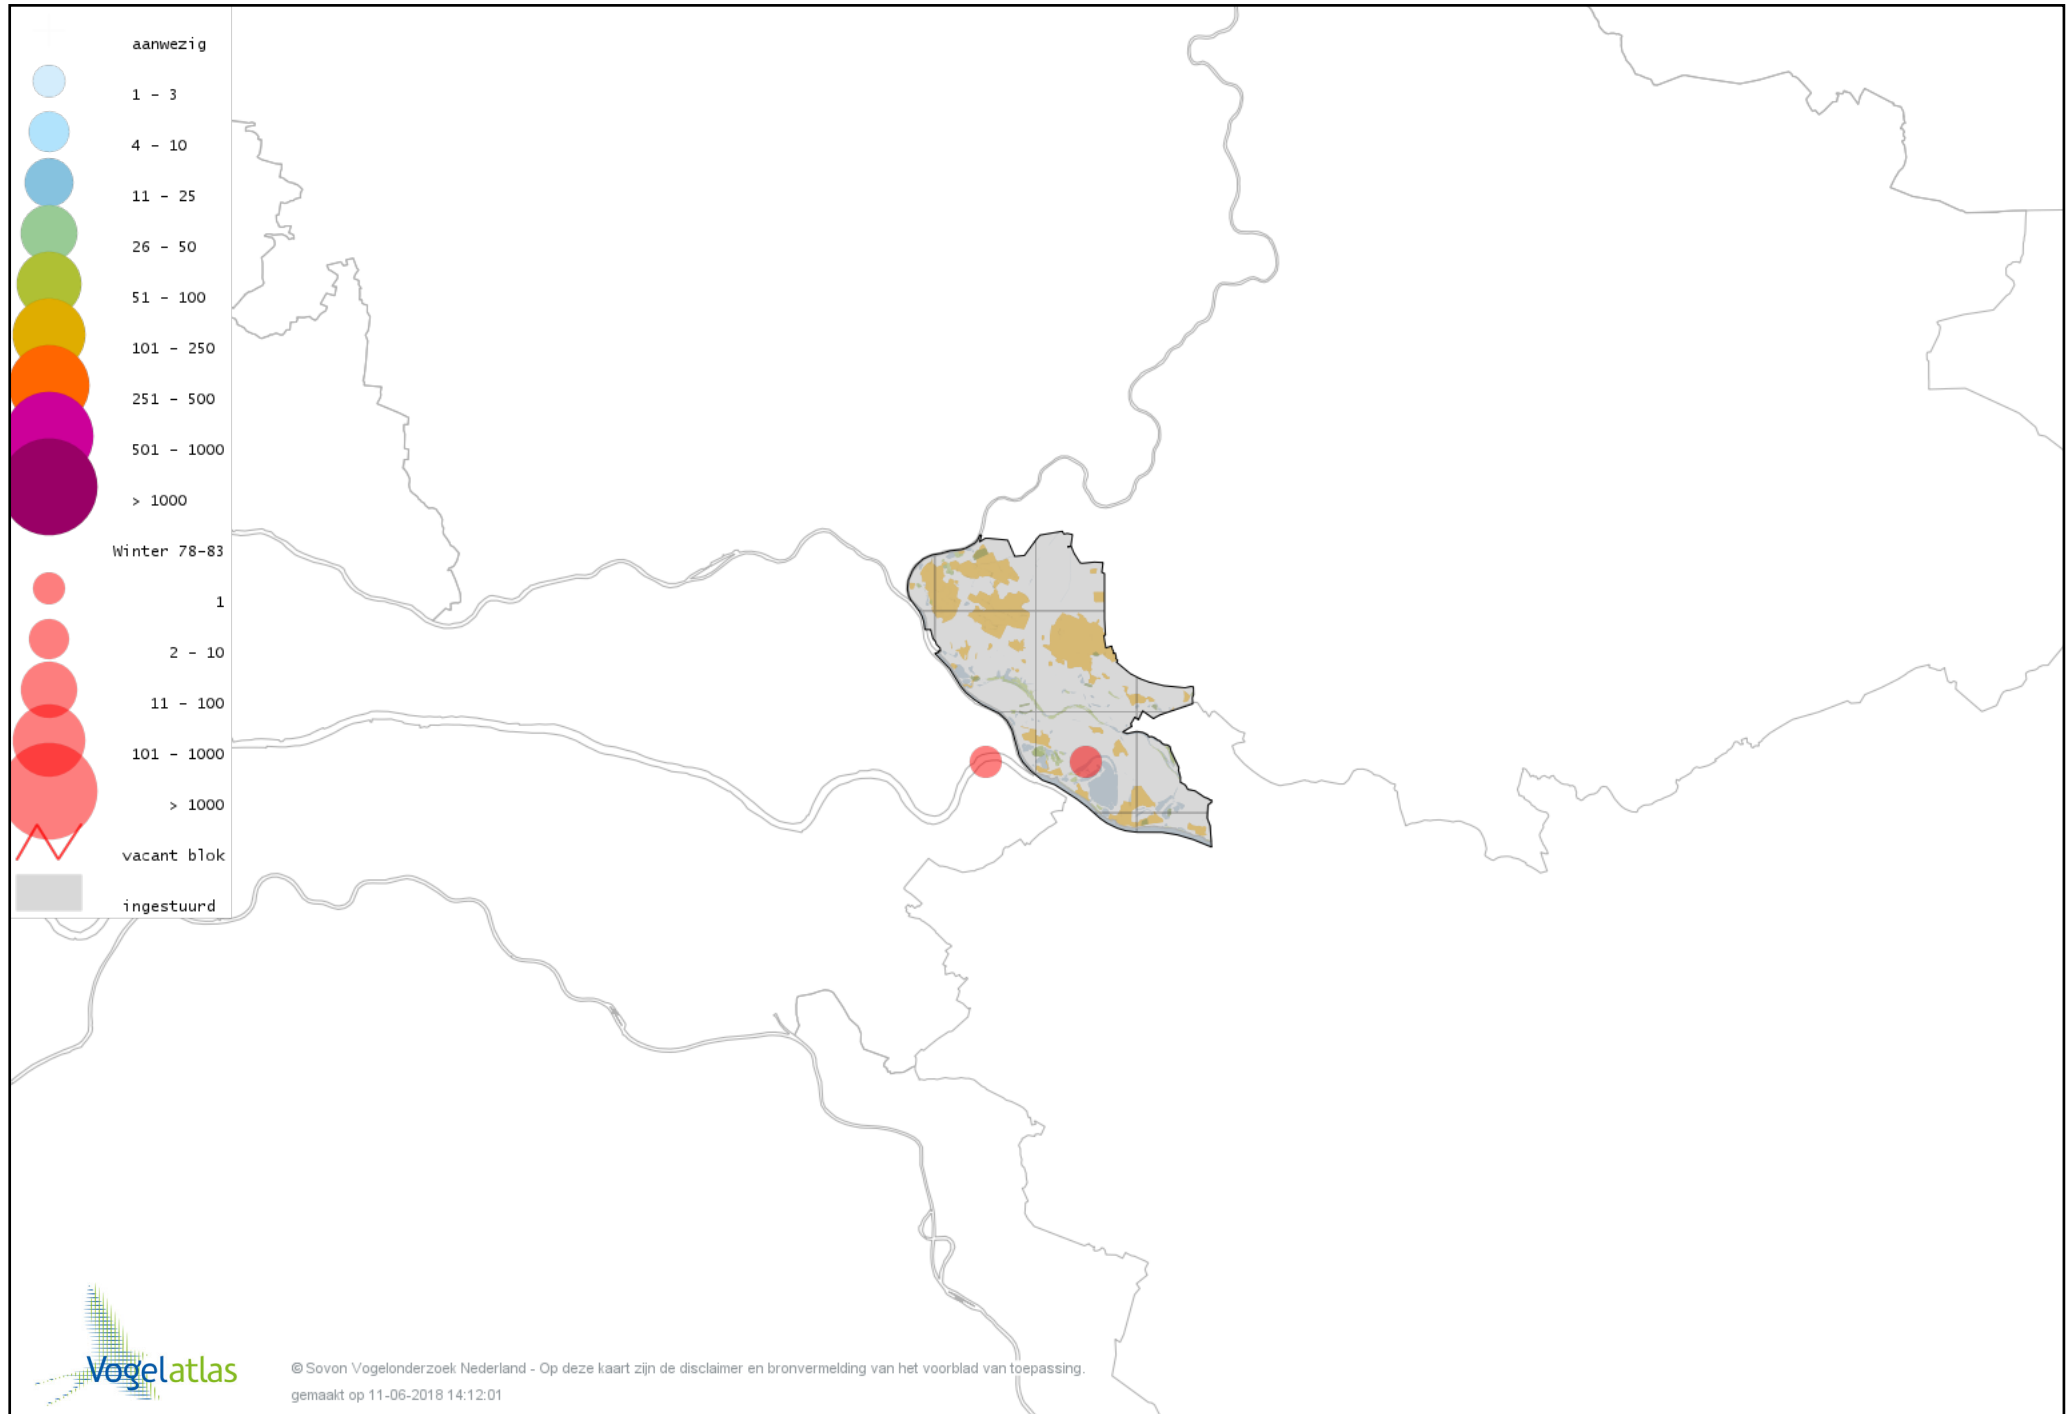 aanwezig
1 - 3
4 - 10
11 - 25
26 - 50
51 - 100
101 - 250
251 - 500
501 - 1000
> 1000
Winter 78-83
1
2 - 10
11 - 100
101 - 1000
> 1000
vacant blok
ingestuurd
Vogelatlas
© Sovon Vogelonderzoek Nederland - Op deze kaart zijn de disclaimer en bronvermelding van het voorblad van toepassing.
gemaakt op 11-06-2018 14:12:01